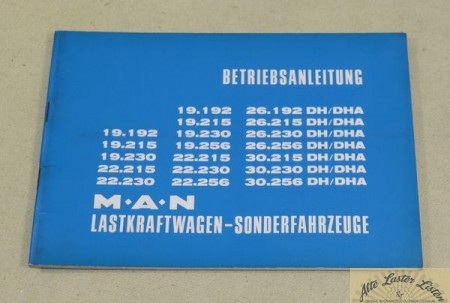 BETRIEBSANLEITUNG
19.192 26.192 DH/DHA
19.215 26.215 DH/DHA
19.192 19.230 26.230 DH/DHA
19.215 19.256 26.256 DH/DHA
19.230 22.215 30.215 DH/DHA
22.215 22.230 30.230 DH/DHA
22.230 22.256 30.256 DH/DHA
M·A·N
LASTKRAFTWAGEN-SONDERFAHRZEUGE
Alte Laster Listen